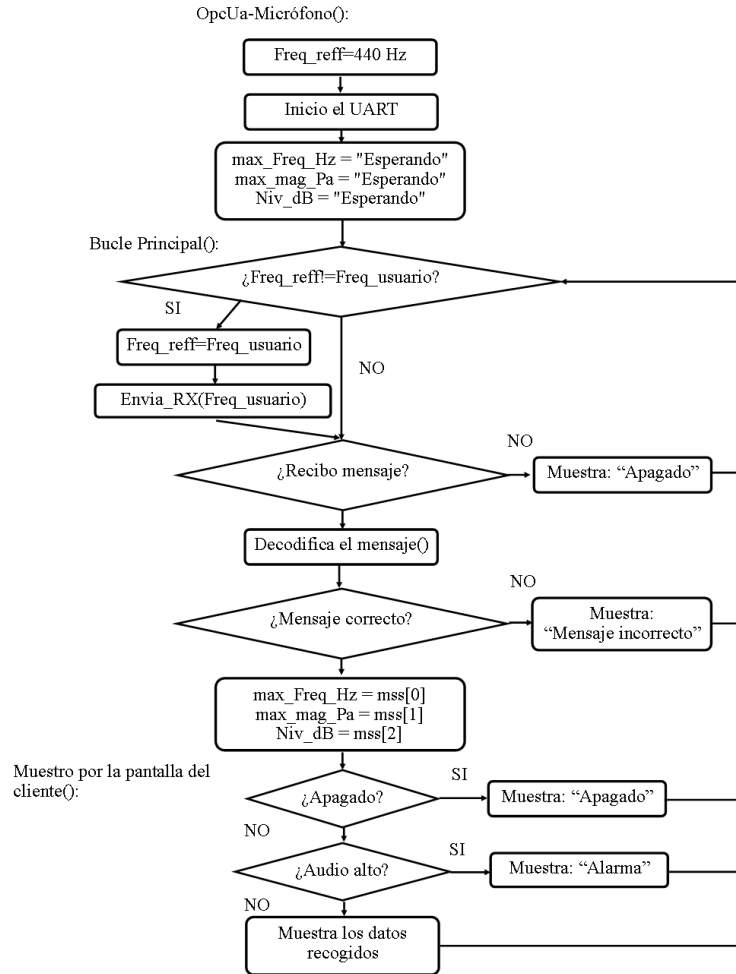 OpcUa-Micrófono():
Freq_reff=440 Hz
Inicio el UART
max_Freq_Hz = "Esperando"
max_mag_Pa = "Esperando"
Niv_dB = "Esperando"
Bucle Principal():
¿Freq_reff!=Freq_usuario?
SI
Freq_reff=Freq_usuario
NO
Envia_RX(Freq_usuario)
¿Recibo mensaje?
NO
Muestra: “Apagado”
Decodifica el mensaje()
¿Mensaje correcto?
NO
Muestra:
“Mensaje incorrecto”
max_Freq_Hz = mss[0]
max_mag_Pa = mss[1]
Niv_dB = mss[2]
Muestro por la pantalla del
cliente():
¿Apagado?
SI
Muestra: “Apagado”
NO
¿Audio alto?
SI
Muestra: “Alarma”
NO
Muestra los datos
recogidos